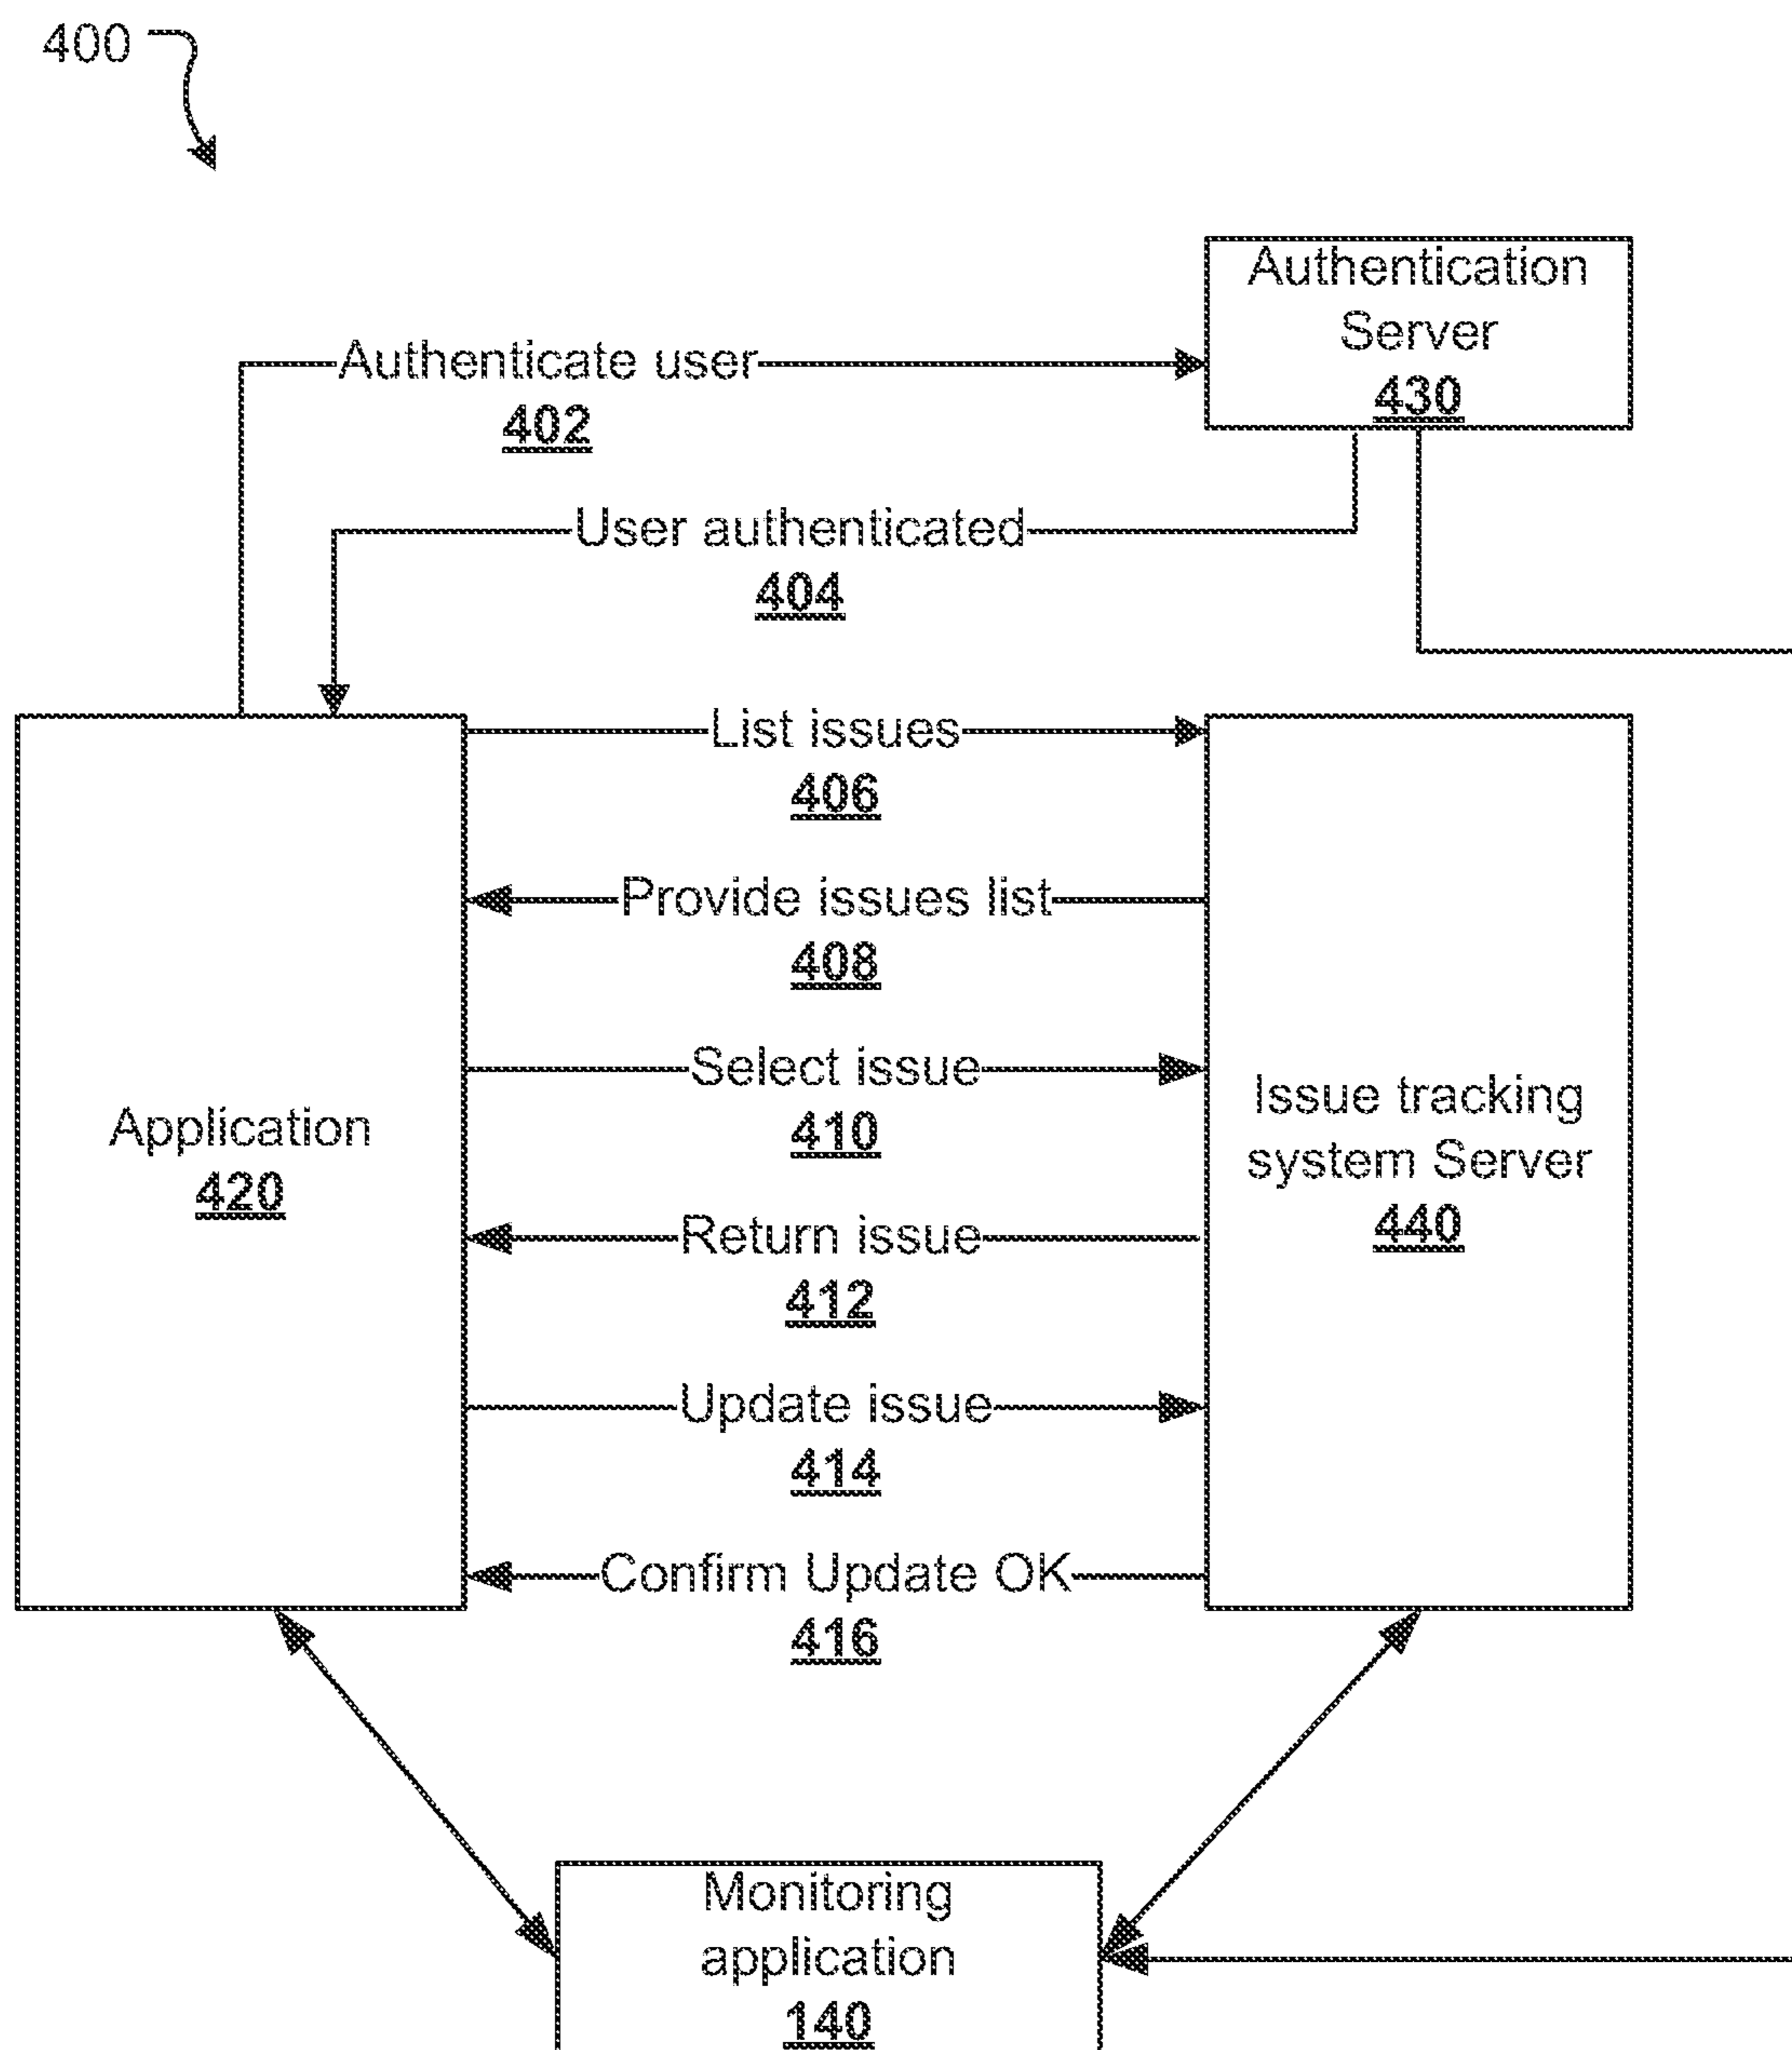 400
Authentication
Server
430
Authenticate user
402
User authenticated
404
List issues
406
Provide issues list
408
Select issue
410
Application
420
Issue tracking
system Server
440
Return issue
412
Update issue
414
Confirm Update OK
416
Monitoring
application
140